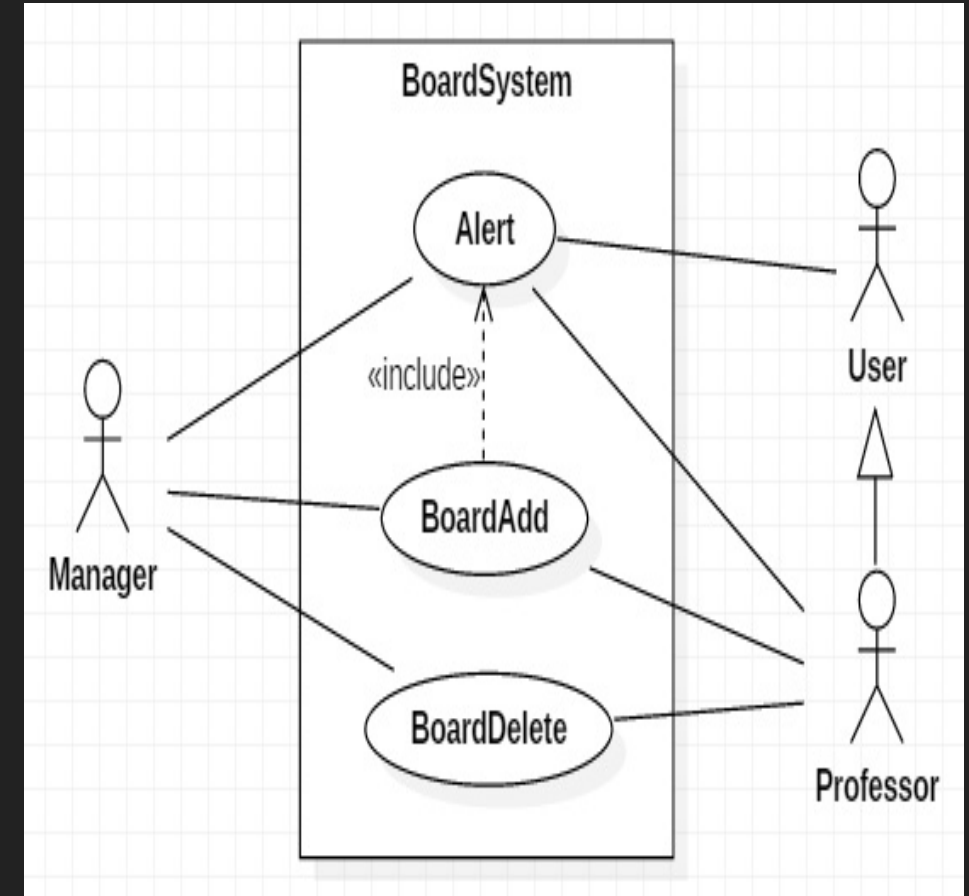 BoardSystem
Alert
User
«include»
BoardAdd
Manager
BoardDelete
Professor